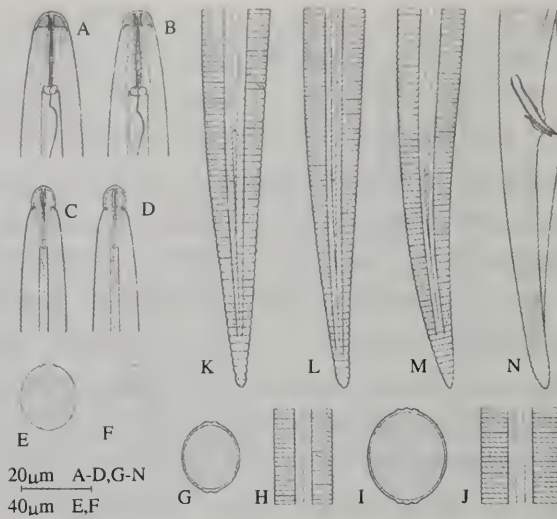 A B
C D
K L M N
E F
G H I J
20µm A-D,G-N
40µm E,F